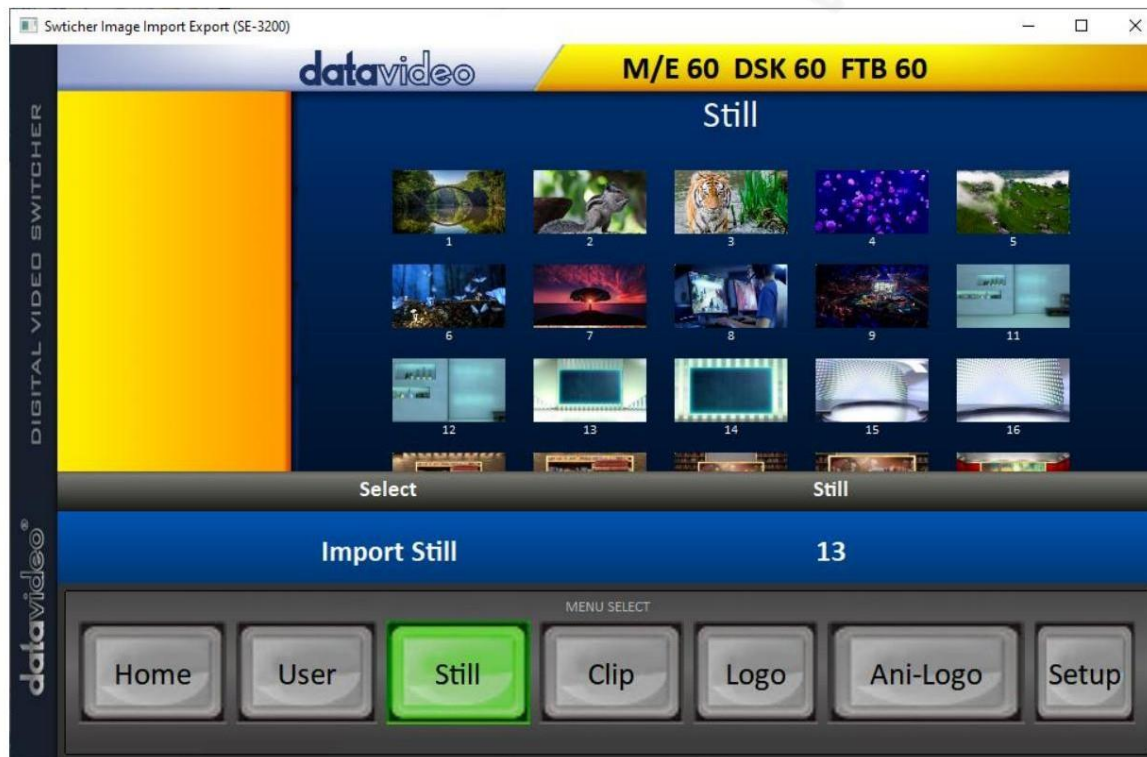 Swticher Image Import Export (SE-3200)
datavideo
M/E 60 DSK 60 FTB 60
DIGITAL VIDEO SWITCHER
datavideo®
Still
1 2 3 4 5
6 7 8 9 11
12 13 14 15 16
Select Still
Import Still 13
MENU SELECT
Home User Still Clip Logo Ani-Logo Setup